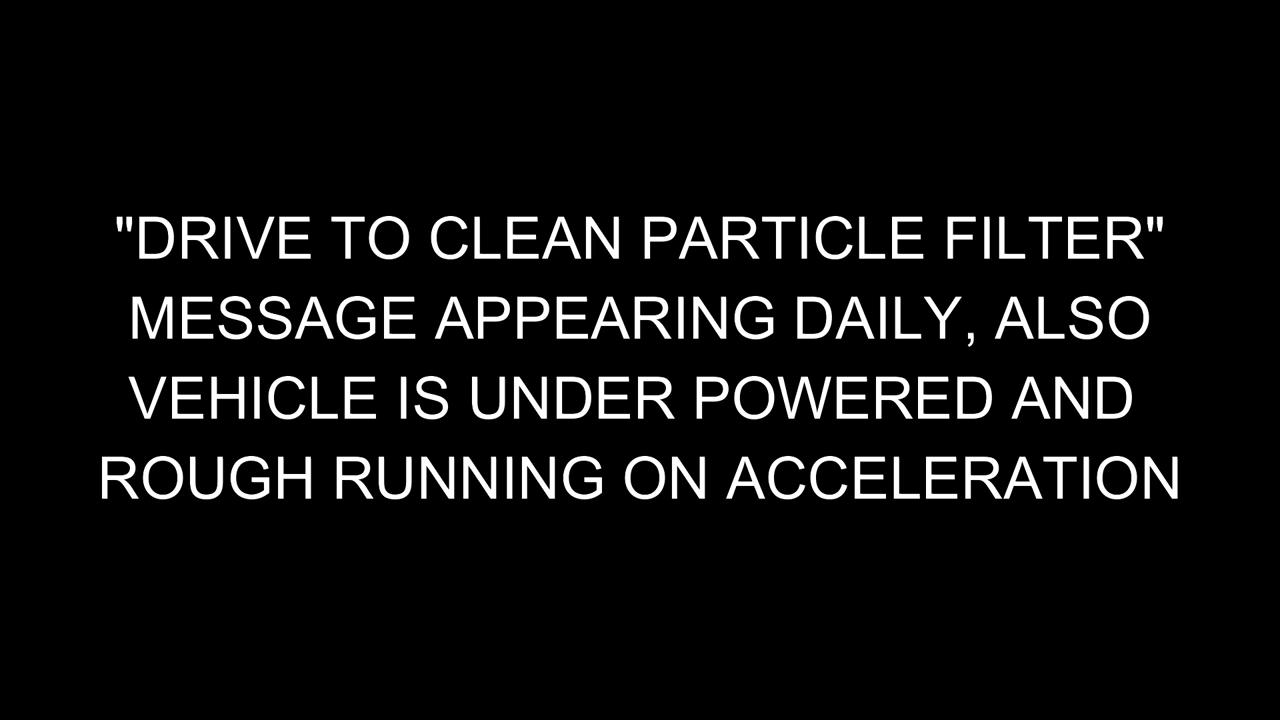 "DRIVE TO CLEAN PARTICLE FILTER"
MESSAGE APPEARING DAILY, ALSO
VEHICLE IS UNDER POWERED AND
ROUGH RUNNING ON ACCELERATION